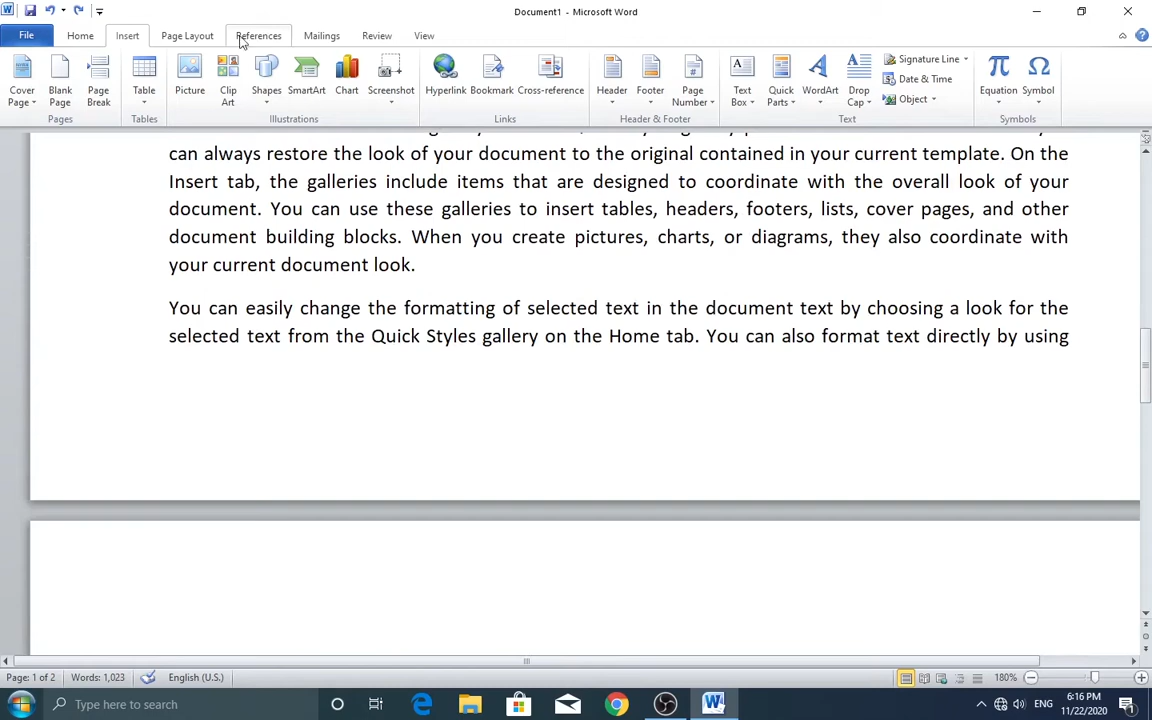 Document1 - Microsoft Word
File Home Insert Page Layout References Mailings Review View
Cover Page Blank Page Page Break Table Picture Clip Art Shapes SmartArt Chart Screenshot Hyperlink Bookmark Cross-reference Header Footer Page Number Text Box Quick Parts WordArt Drop Cap Signature Line Date & Time Object Equation Symbol
Pages Tables Illustrations Links Header & Footer Text Symbols
can always restore the look of your document to the original contained in your current template. On the
Insert tab, the galleries include items that are designed to coordinate with the overall look of your
document. You can use these galleries to insert tables, headers, footers, lists, cover pages, and other
document building blocks. When you create pictures, charts, or diagrams, they also coordinate with
your current document look.
You can easily change the formatting of selected text in the document text by choosing a look for the
selected text from the Quick Styles gallery on the Home tab. You can also format text directly by using
Page: 1 of 2 Words: 1,023 English (U.S.) 180%
Type here to search ENG 6:16 PM
11/22/2020